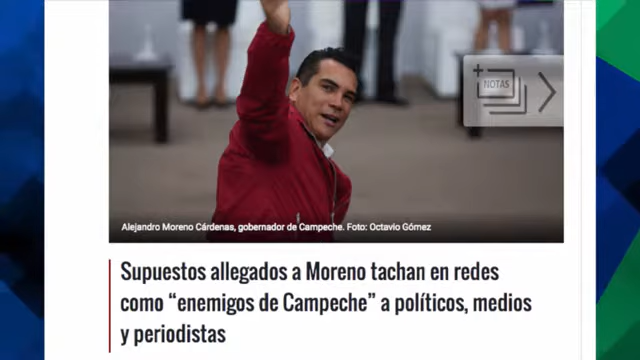 +
NOTAS
Alejandro Moreno Cárdenas, gobernador de Campeche. Foto: Octavio Gómez
Supuestos allegados a Moreno tachan en redes
como “enemigos de Campeche” a políticos, medios
y periodistas